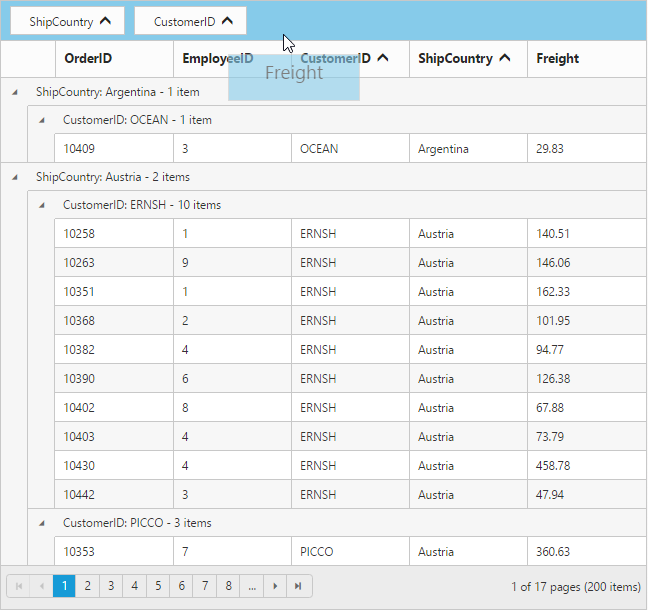 ShipCountry CustomerID
OrderID EmployeeID CustomerID ShipCountry Freight
Freight
ShipCountry: Argentina - 1 item
CustomerID: OCEAN - 1 item
10409 3 OCEAN Argentina 29.83
ShipCountry: Austria - 2 items
CustomerID: ERNSH - 10 items
10258 1 ERNSH Austria 140.51
10263 9 ERNSH Austria 146.06
10351 1 ERNSH Austria 162.33
10368 2 ERNSH Austria 101.95
10382 4 ERNSH Austria 94.77
10390 6 ERNSH Austria 126.38
10402 8 ERNSH Austria 67.88
10403 4 ERNSH Austria 73.79
10430 4 ERNSH Austria 458.78
10442 3 ERNSH Austria 47.94
CustomerID: PICCO - 3 items
10353 7 PICCO Austria 360.63
1 2 3 4 5 6 7 8 ... 1 of 17 pages (200 items)